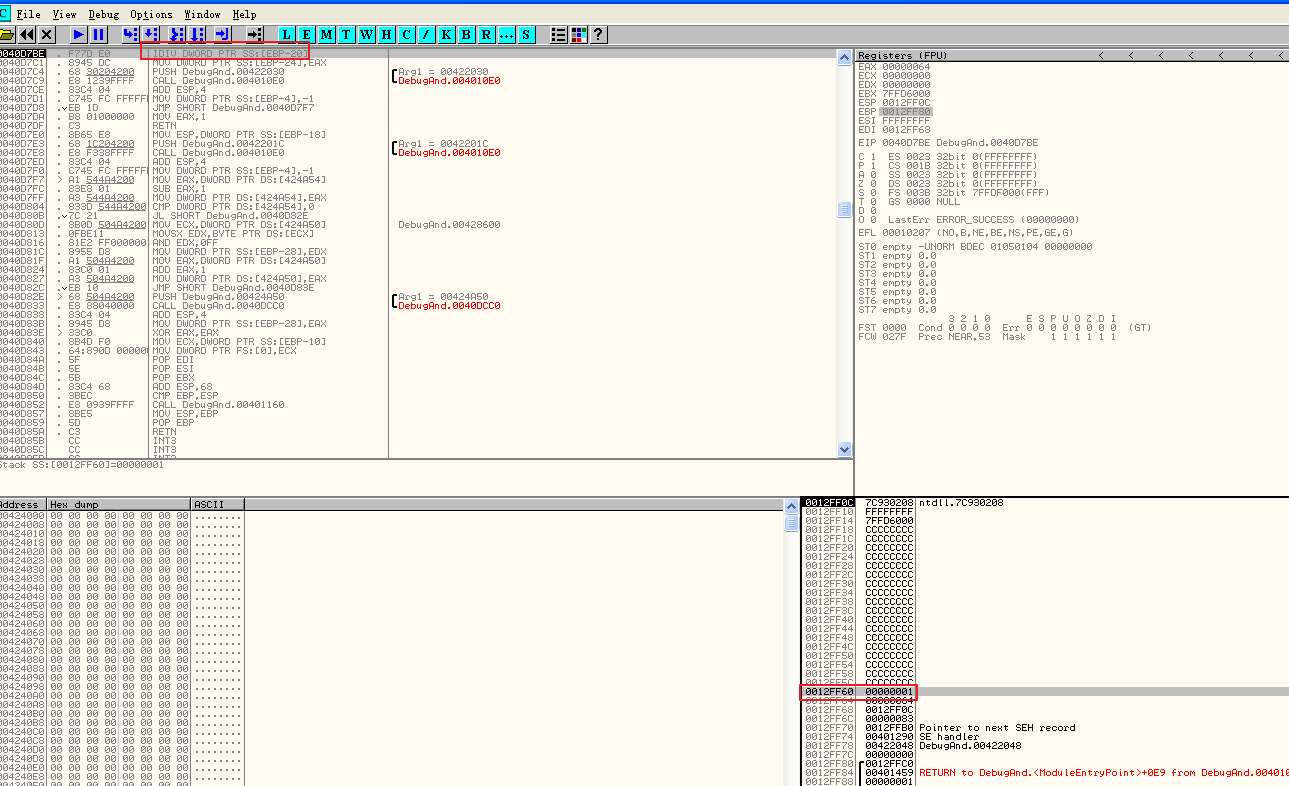 C File View Debug Options Window Help
L E M T W H C / K B R ... S ?
0040D7BE . F77D E0 IDIV DWORD PTR SS:[EBP-20]
0040D7C1 . 8945 DC MOV DWORD PTR SS:[EBP-24],EAX
0040D7C4 . 68 30204200 PUSH DebugAnd.00422030 Arg1 = 00422030
0040D7C9 . E8 1239FFFF CALL DebugAnd.004010E0 DebugAnd.004010E0
0040D7CE . 83C4 04 ADD ESP,4
0040D7D1 . C745 FC FFFFFF MOV DWORD PTR SS:[EBP-4],-1
0040D7D8 . EB 1D JMP SHORT DebugAnd.0040D7F7
0040D7DA . B8 01000000 MOV EAX,1
0040D7DF . C3 RETN
0040D7E0 . 8B65 E8 MOV ESP,DWORD PTR SS:[EBP-18]
0040D7E3 . 68 1C204200 PUSH DebugAnd.0042201C Arg1 = 0042201C
0040D7E8 . E8 F338FFFF CALL DebugAnd.004010E0 DebugAnd.004010E0
0040D7ED . 83C4 04 ADD ESP,4
0040D7F0 . C745 FC FFFFFF MOV DWORD PTR SS:[EBP-4],-1
0040D7F7 > A1 544A4200 MOV EAX,DWORD PTR DS:[424A54]
0040D7FC . 83E8 01 SUB EAX,1
0040D7FF . A3 544A4200 MOV DWORD PTR DS:[424A54],EAX
0040D804 . 833D 544A4200 CMP DWORD PTR DS:[424A54],0
0040D80B . 7C 21 JL SHORT DebugAnd.0040D82E
0040D80D . 8B0D 504A4200 MOV ECX,DWORD PTR DS:[424A50] DebugAnd.00428600
0040D813 . 0FBE11 MOVSX EDX,BYTE PTR DS:[ECX]
0040D816 . 81E2 FF000000 AND EDX,0FF
0040D81C . 8955 D8 MOV DWORD PTR SS:[EBP-28],EDX
0040D81F . A1 504A4200 MOV EAX,DWORD PTR DS:[424A50]
0040D824 . 83C0 01 ADD EAX,1
0040D827 . A3 504A4200 MOV DWORD PTR DS:[424A50],EAX
0040D82C . EB 10 JMP SHORT DebugAnd.0040D83E
0040D82E > 68 504A4200 PUSH DebugAnd.00424A50 Arg1 = 00424A50
0040D833 . E8 88040000 CALL DebugAnd.0040DCC0 DebugAnd.0040DCC0
0040D838 . 83C4 04 ADD ESP,4
0040D83B . 8945 D8 MOV DWORD PTR SS:[EBP-28],EAX
0040D83E > 33C0 XOR EAX,EAX
0040D840 . 8B4D F0 MOV ECX,DWORD PTR SS:[EBP-10]
0040D843 . 64:890D 00000 MOV DWORD PTR FS:[0],ECX
0040D84A . 5F POP EDI
0040D84B . 5E POP ESI
0040D84C . 5B POP EBX
0040D84D . 83C4 68 ADD ESP,68
0040D850 . 3BEC CMP EBP,ESP
0040D852 . E8 0939FFFF CALL DebugAnd.00401160
0040D857 . 8BE5 MOV ESP,EBP
0040D859 . 5D POP EBP
0040D85A . C3 RETN
0040D85B CC INT3
0040D85C CC INT3
Stack SS:[0012FF60]=00000001
Registers (FPU) < < < < < < <
EAX 00000064
ECX 00000000
EDX 00000000
EBX 7FFD6000
ESP 0012FF0C
EBP 0012FF80
ESI FFFFFFFF
EDI 0012FF68
EIP 0040D7BE DebugAnd.0040D7BE
C 1 ES 0023 32bit 0(FFFFFFFF)
P 1 CS 001B 32bit 0(FFFFFFFF)
A 0 SS 0023 32bit 0(FFFFFFFF)
Z 0 DS 0023 32bit 0(FFFFFFFF)
S 0 FS 003B 32bit 7FFDF000(FFF)
T 0 GS 0000 NULL
D 0
O 0 LastErr ERROR_SUCCESS (00000000)
EFL 00010207 (NO,B,NE,BE,NS,PE,GE,G)
ST0 empty -UNORM BDEC 01050104 00000000
ST1 empty 0.0
ST2 empty 0.0
ST3 empty 0.0
ST4 empty 0.0
ST5 empty 0.0
ST6 empty 0.0
ST7 empty 0.0
3 2 1 0 E S P U O Z D I
FST 0000 Cond 0 0 0 0 Err 0 0 0 0 0 0 0 0 (GT)
FCW 027F Prec NEAR,53 Mask 1 1 1 1 1 1
Address Hex dump ASCII
00424000 00 00 00 00 00 00 00 00 ........
00424008 00 00 00 00 00 00 00 00 ........
00424010 00 00 00 00 00 00 00 00 ........
00424018 00 00 00 00 00 00 00 00 ........
00424020 00 00 00 00 00 00 00 00 ........
00424028 00 00 00 00 00 00 00 00 ........
00424030 00 00 00 00 00 00 00 00 ........
00424038 00 00 00 00 00 00 00 00 ........
00424040 00 00 00 00 00 00 00 00 ........
00424048 00 00 00 00 00 00 00 00 ........
00424050 00 00 00 00 00 00 00 00 ........
00424058 00 00 00 00 00 00 00 00 ........
00424060 00 00 00 00 00 00 00 00 ........
00424068 00 00 00 00 00 00 00 00 ........
00424070 00 00 00 00 00 00 00 00 ........
00424078 00 00 00 00 00 00 00 00 ........
00424080 00 00 00 00 00 00 00 00 ........
00424088 00 00 00 00 00 00 00 00 ........
00424090 00 00 00 00 00 00 00 00 ........
00424098 00 00 00 00 00 00 00 00 ........
004240A0 00 00 00 00 00 00 00 00 ........
004240A8 00 00 00 00 00 00 00 00 ........
004240B0 00 00 00 00 00 00 00 00 ........
004240B8 00 00 00 00 00 00 00 00 ........
004240C0 00 00 00 00 00 00 00 00 ........
004240C8 00 00 00 00 00 00 00 00 ........
004240D0 00 00 00 00 00 00 00 00 ........
004240D8 00 00 00 00 00 00 00 00 ........
004240E0 00 00 00 00 00 00 00 00 ........
004240E8 00 00 00 00 00 00 00 00 ........
0012FF0C 7C930208 ntdll.7C930208
0012FF10 FFFFFFFF
0012FF14 7FFD6000
0012FF18 CCCCCCCC
0012FF1C CCCCCCCC
0012FF20 CCCCCCCC
0012FF24 CCCCCCCC
0012FF28 CCCCCCCC
0012FF2C CCCCCCCC
0012FF30 CCCCCCCC
0012FF34 CCCCCCCC
0012FF38 CCCCCCCC
0012FF3C CCCCCCCC
0012FF40 CCCCCCCC
0012FF44 CCCCCCCC
0012FF48 CCCCCCCC
0012FF4C CCCCCCCC
0012FF50 CCCCCCCC
0012FF54 CCCCCCCC
0012FF58 CCCCCCCC
0012FF5C CCCCCCCC
0012FF60 00000001
0012FF64 00000064
0012FF68 0012FF0C
0012FF6C 00000083
0012FF70 0012FFB0 Pointer to next SEH record
0012FF74 00401290 SE handler
0012FF78 00422048 DebugAnd.00422048
0012FF7C 00000000
0012FF80 0012FFC0
0012FF84 00401459 RETURN to DebugAnd.<ModuleEntryPoint>+0E9 from DebugAnd.004010
0012FF88 00000001